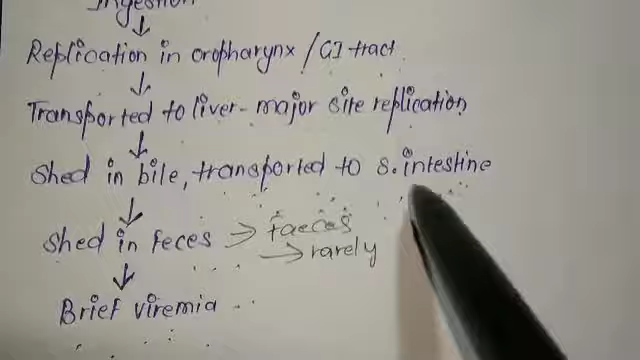 Ingestion
Replication in oropharynx / GI tract
Transported to liver - major site replication
Shed in bile, transported to S. intestine
Shed in feces → faeces
→ rarely
Brief viremia